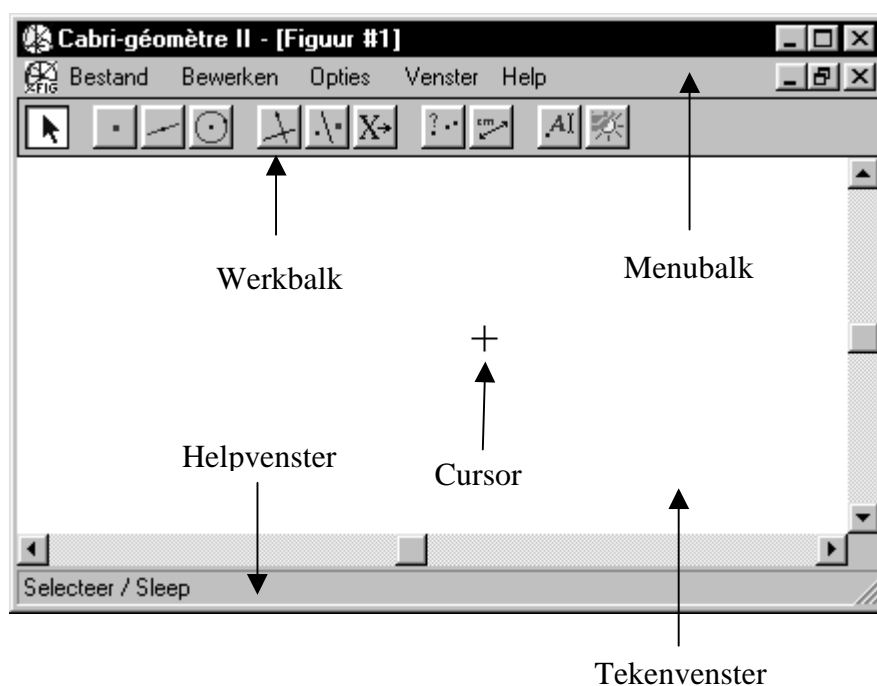 Cabri-géomètre II - [Figuur #1]
Bestand Bewerken Opties Venster Help
Werkbalk
Menubalk
Helpvenster
Cursor
Selecteer / Sleep
Tekenvenster